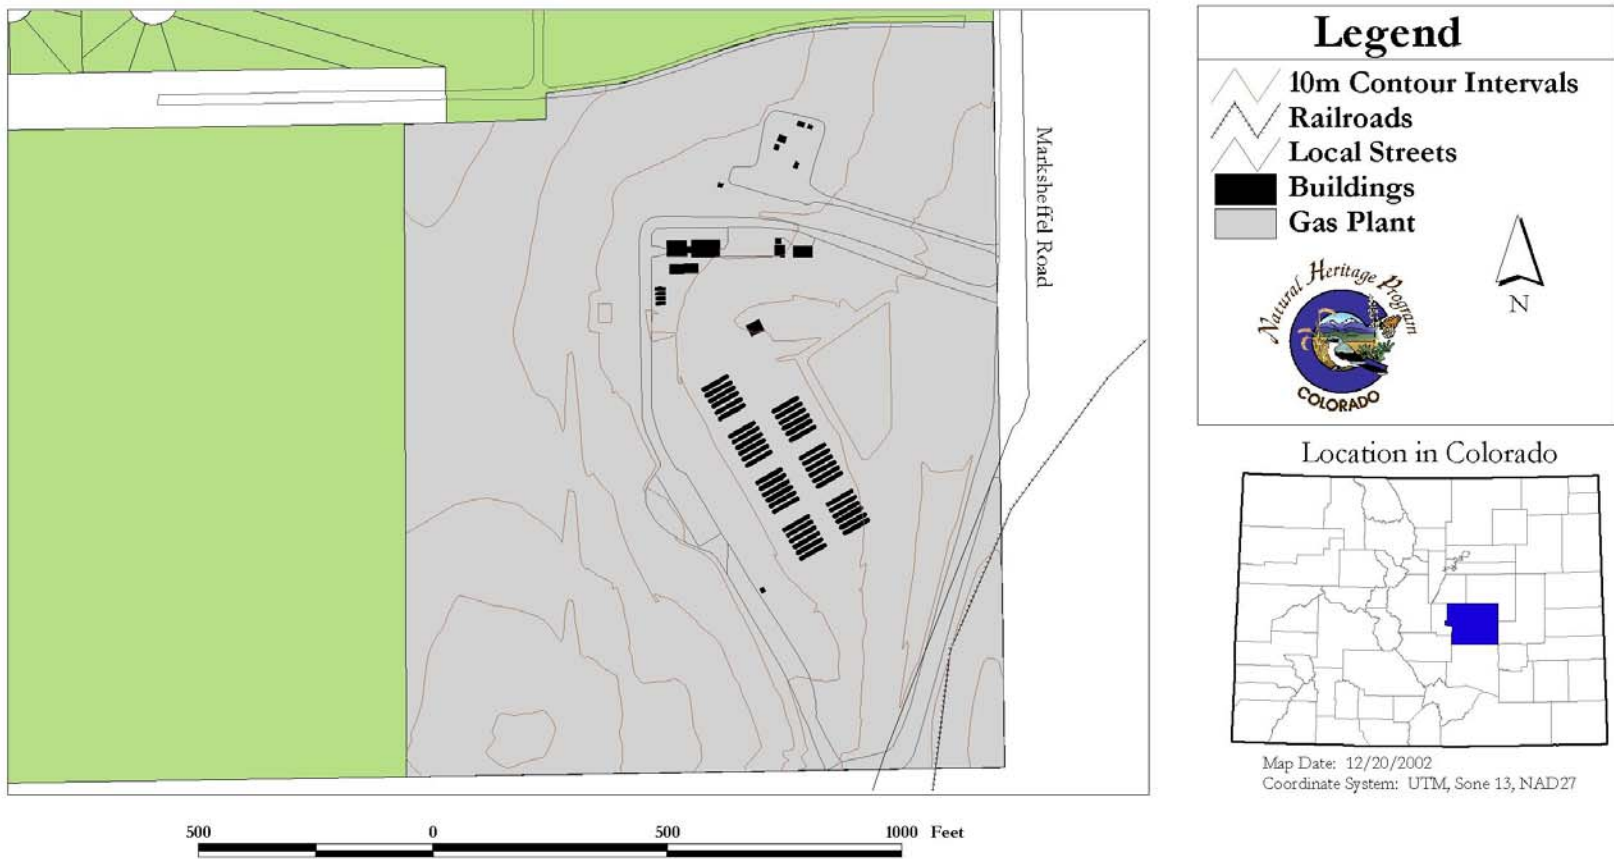 Marksheffel Road
500 0 500 1000 Feet
Legend
10m Contour Intervals
Railroads
Local Streets
Buildings
Gas Plant
Natural Heritage Program
COLORADO
N
Location in Colorado
Map Date: 12/20/2002
Coordinate System: UTM, Sone 13, NAD27